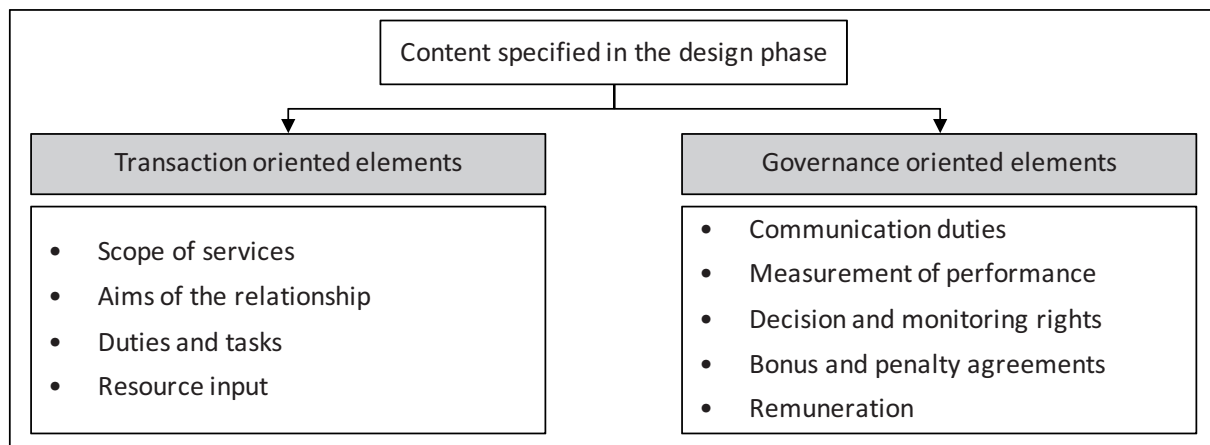 Content specified in the design phase
Transaction oriented elements
• Scope of services
• Aims of the relationship
• Duties and tasks
• Resource input
Governance oriented elements
• Communication duties
• Measurement of performance
• Decision and monitoring rights
• Bonus and penalty agreements
• Remuneration